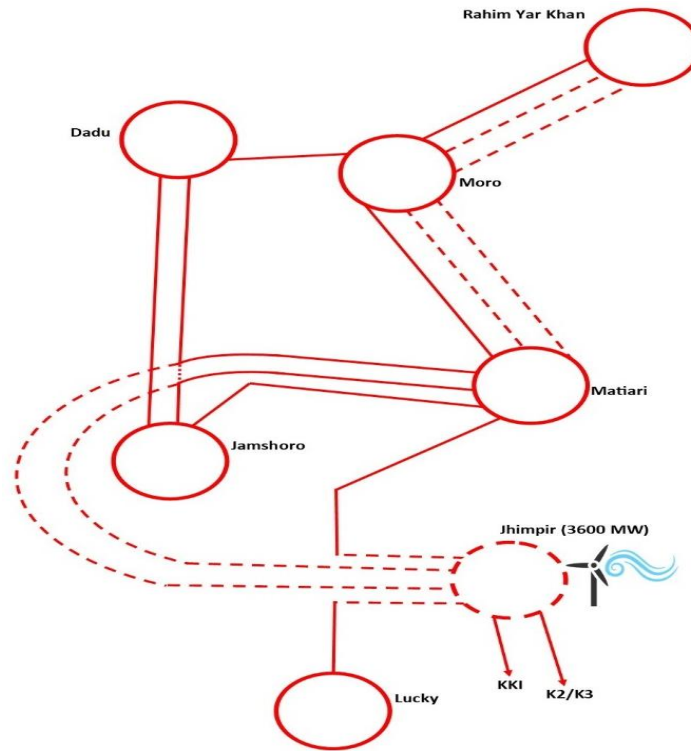 Rahim Yar Khan
Dadu
Moro
Matiari
Jamshoro
Jhimpir (3600 MW)
KKI
K2/K3
Lucky